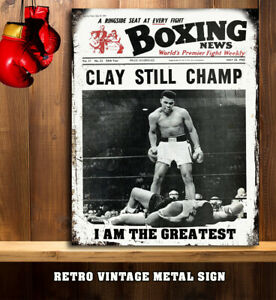 A RINGSIDE SEAT AT EVERY FIGHT
BOXING
NEWS
World's Premier Fight Weekly
CLAY STILL CHAMP
I AM THE GREATEST
RETRO VINTAGE METAL SIGN